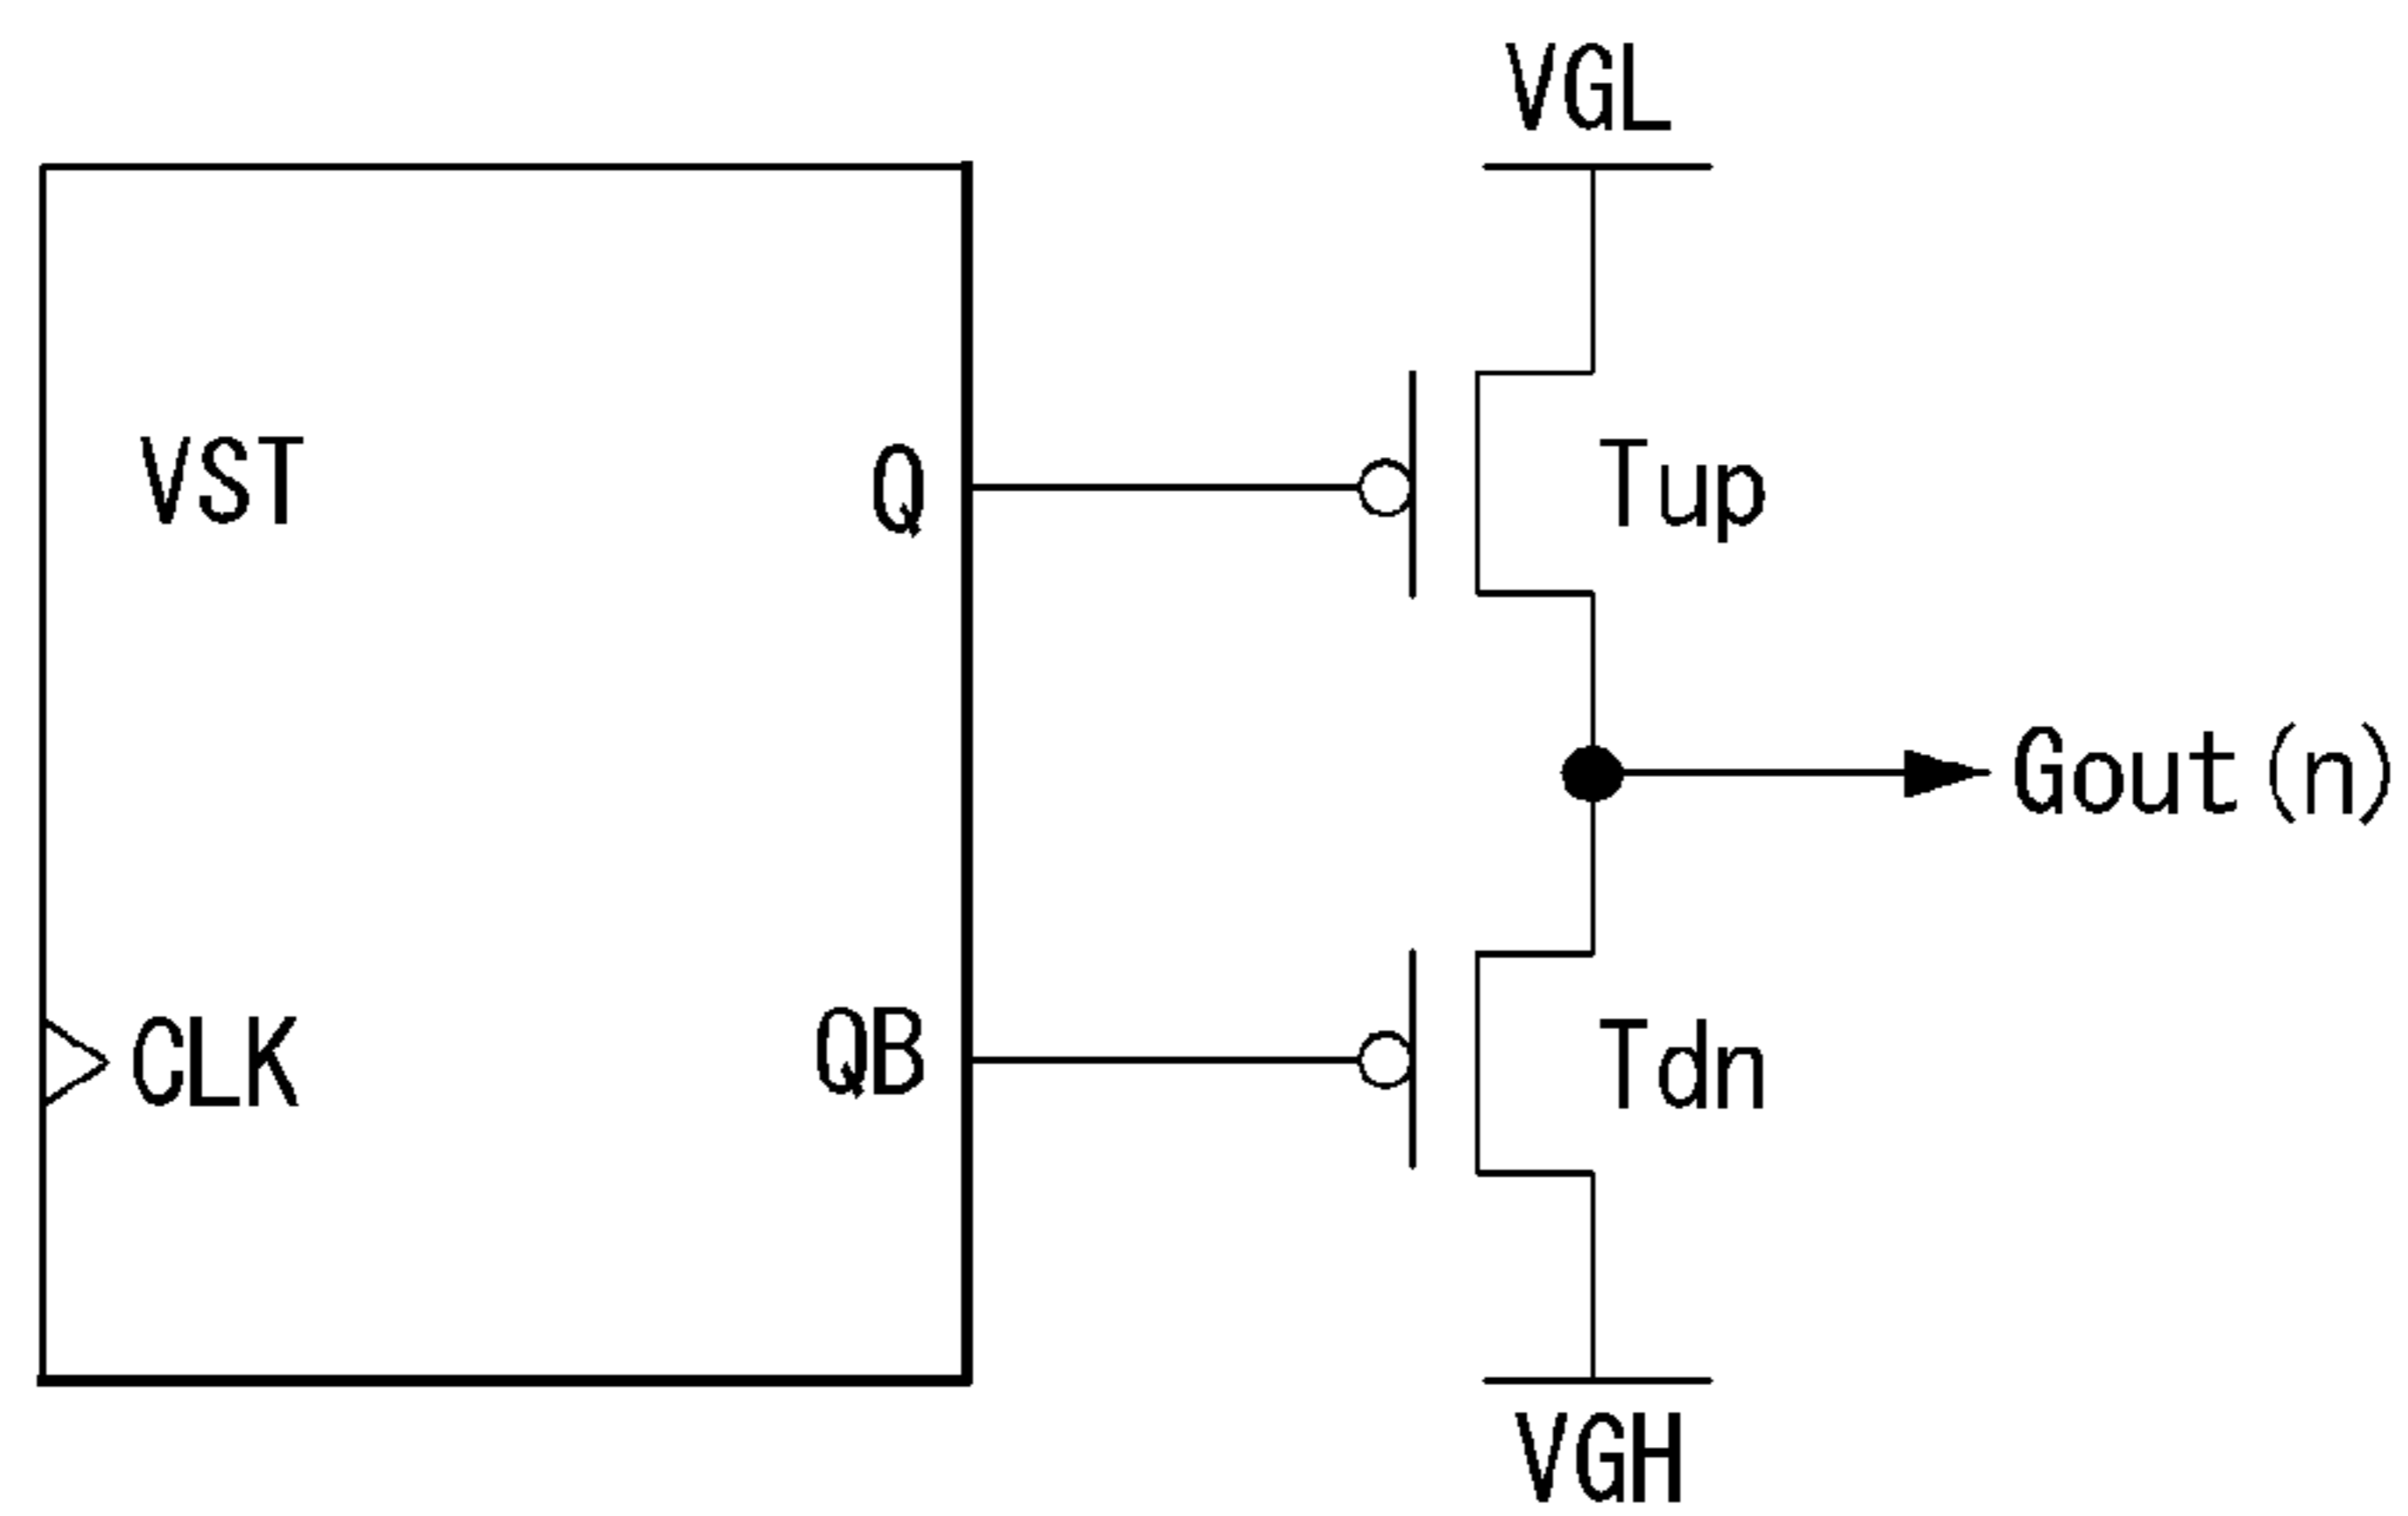 VGL
VST
Q
Tup
Gout(n)
CLK
QB
Tdn
VGH